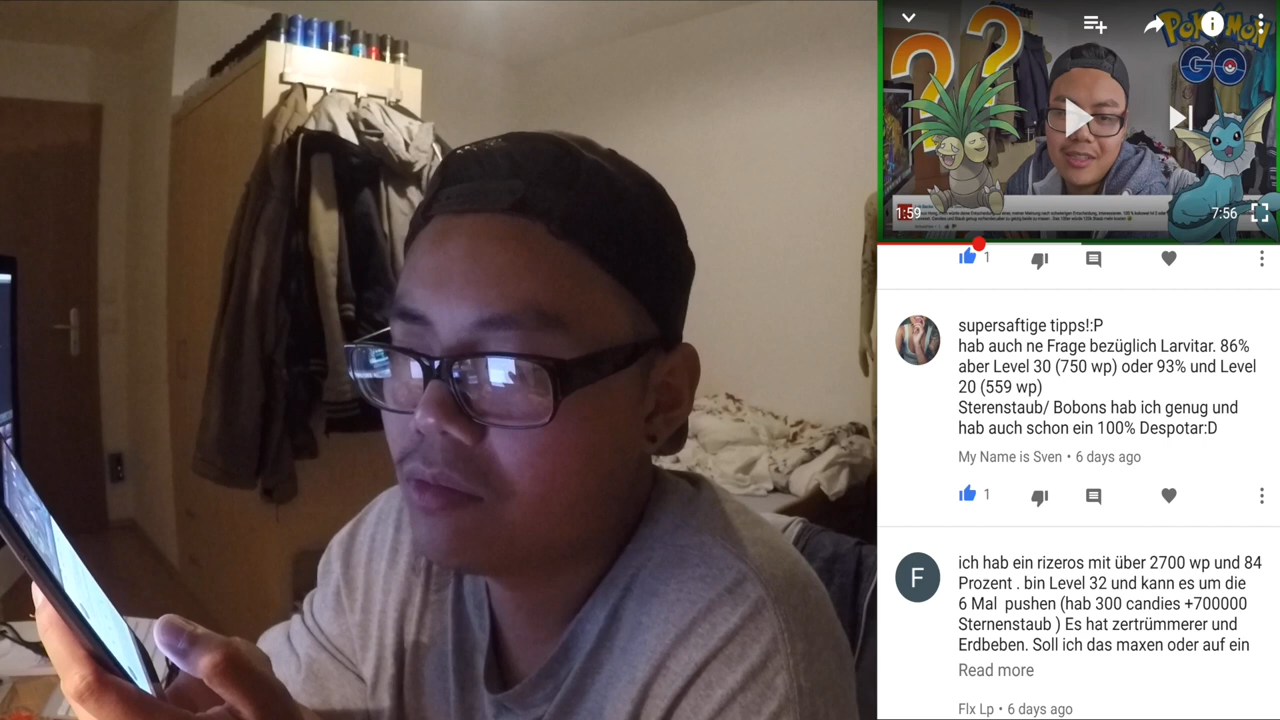 ??
POKÉMON
GO
1:59
7:56
1
supersaftige tipps!:P
hab auch ne Frage bezüglich Larvitar. 86%
aber Level 30 (750 wp) oder 93% und Level
20 (559 wp)
Sterenstaub/ Bobons hab ich genug und
hab auch schon ein 100% Despotar:D
My Name is Sven • 6 days ago
1
F
ich hab ein rizeros mit über 2700 wp und 84
Prozent . bin Level 32 und kann es um die
6 Mal pushen (hab 300 candies +700000
Sternenstaub ) Es hat zertrümmerer und
Erdbeben. Soll ich das maxen oder auf ein
Read more
Flx Lp • 6 days ago